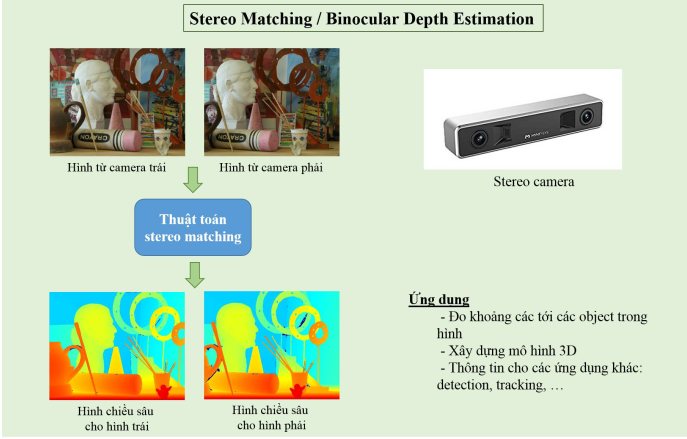 Stereo Matching / Binocular Depth Estimation
CRAYON
Hình từ camera trái
Hình từ camera phải
Stereo camera
Thuật toán
stereo matching
Hình chiều sâu
cho hình trái
Hình chiều sâu
cho hình phải
Ứng dung
- Đo khoảng các tới các object trong
hình
- Xây dựng mô hình 3D
- Thông tin cho các ứng dụng khác:
detection, tracking, …